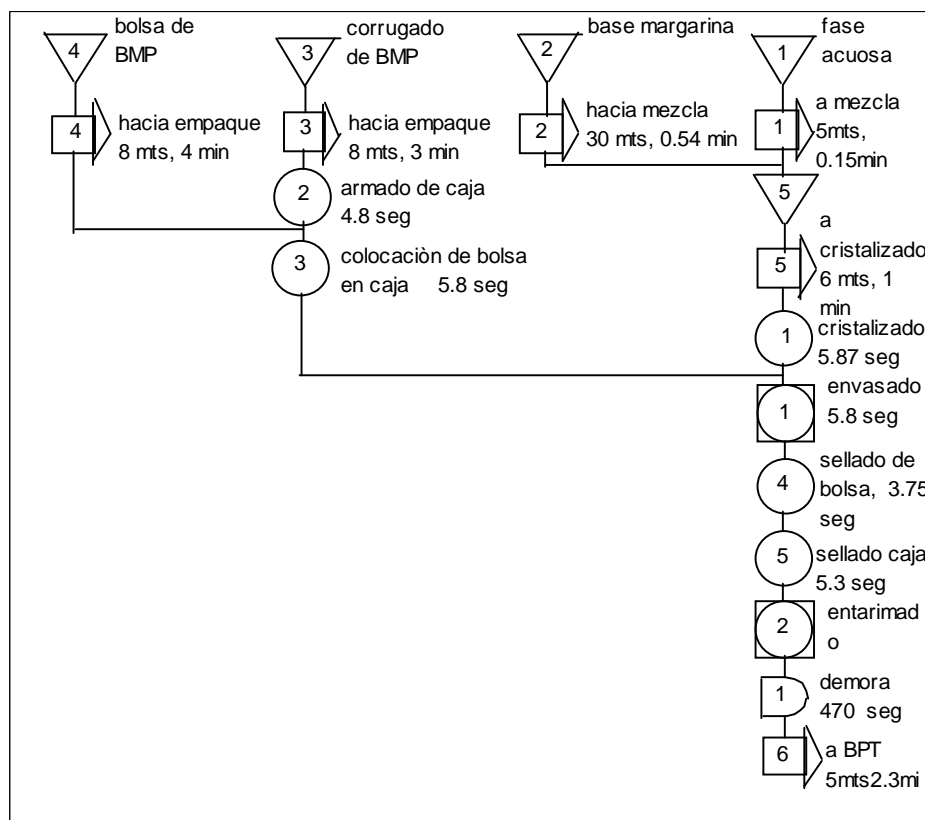 bolsa de
BMP
4
corrugado
de BMP
3
base margarina
2
fase
acuosa
1
hacia empaque
8 mts, 4 min
4
hacia empaque
8 mts, 3 min
3
hacia mezcla
30 mts, 0.54 min
2
a mezcla
5mts,
0.15min
1
armado de caja
4.8 seg
2
5
colocaciòn de bolsa
en caja 5.8 seg
3
a
cristalizado
6 mts, 1
min
5
cristalizado
5.87 seg
1
envasado
5.8 seg
1
sellado de
bolsa, 3.75
seg
4
sellado caja
5.3 seg
5
entarimad
o
2
demora
470 seg
1
a BPT
5mts2.3mi
6